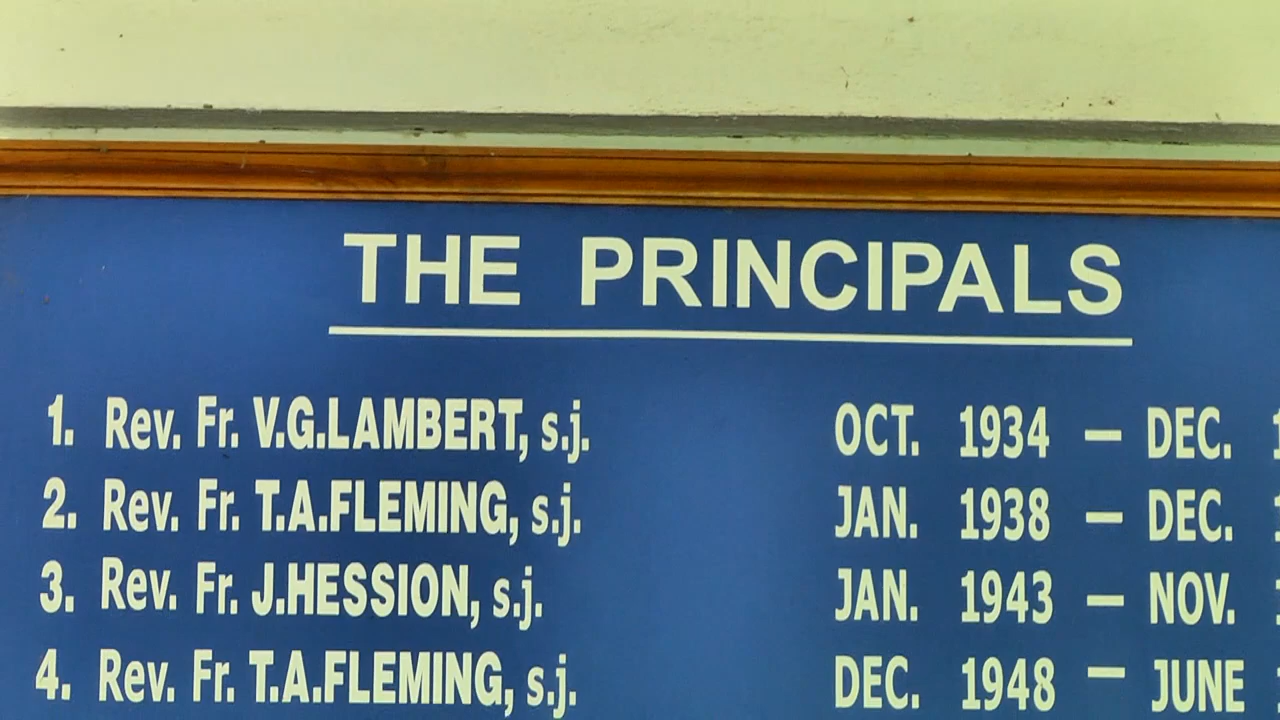 THE PRINCIPALS
1. Rev. Fr. V.G.LAMBERT, s.j. OCT. 1934 – DEC.
2. Rev. Fr. T.A.FLEMING, s.j. JAN. 1938 – DEC.
3. Rev. Fr. J.HESSION, s.j. JAN. 1943 – NOV.
4. Rev. Fr. T.A.FLEMING, s.j. DEC. 1948 – JUNE